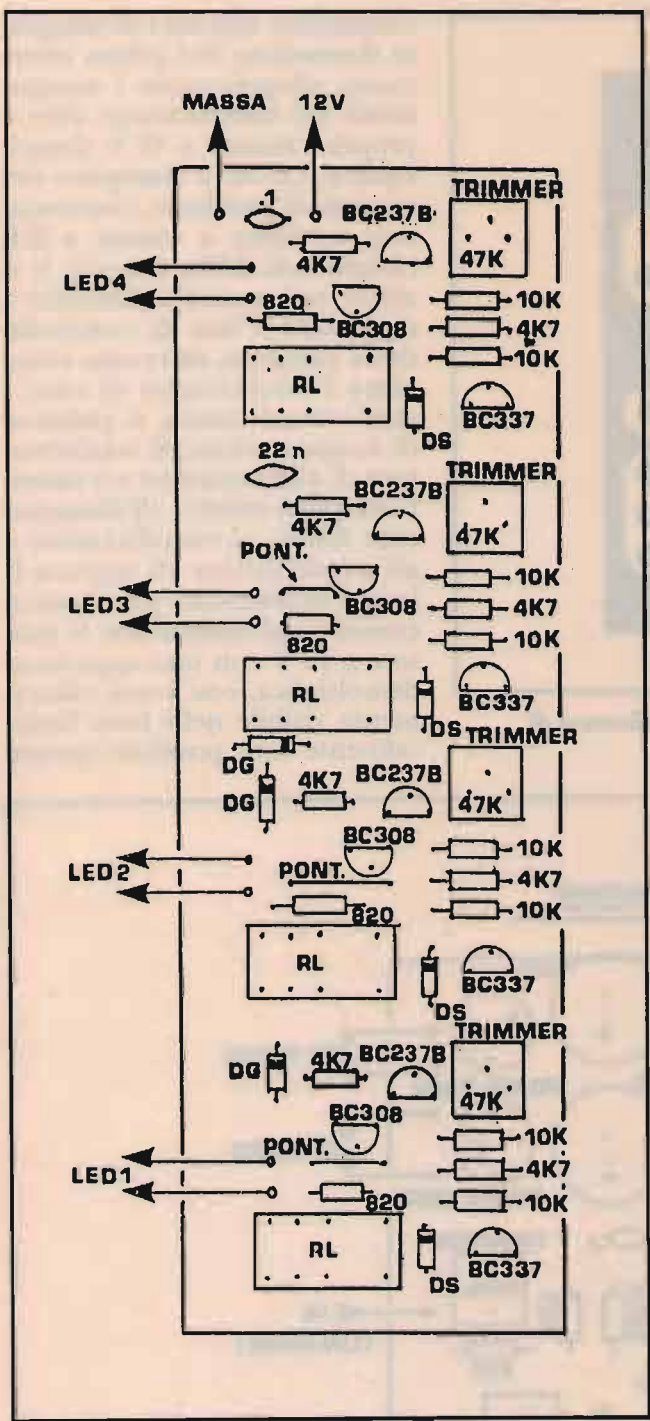 MASSA 12V
TRIMMER
.1
BC237B
4K7
47K
LED4
820
BC308
10K
4K7
10K
RL
DS
BC337
22 n
TRIMMER
BC237B
4K7
47K
PONT.
LED3
BC308
10K
4K7
10K
820
RL
DS
BC337
TRIMMER
DG
DG
4K7
BC237B
47K
BC308
LED2
PONT.
10K
4K7
10K
820
RL
DS
BC337
TRIMMER
DG
4K7
BC237B
47K
BC308
PONT.
LED1
10K
4K7
10K
820
RL
DS
BC337